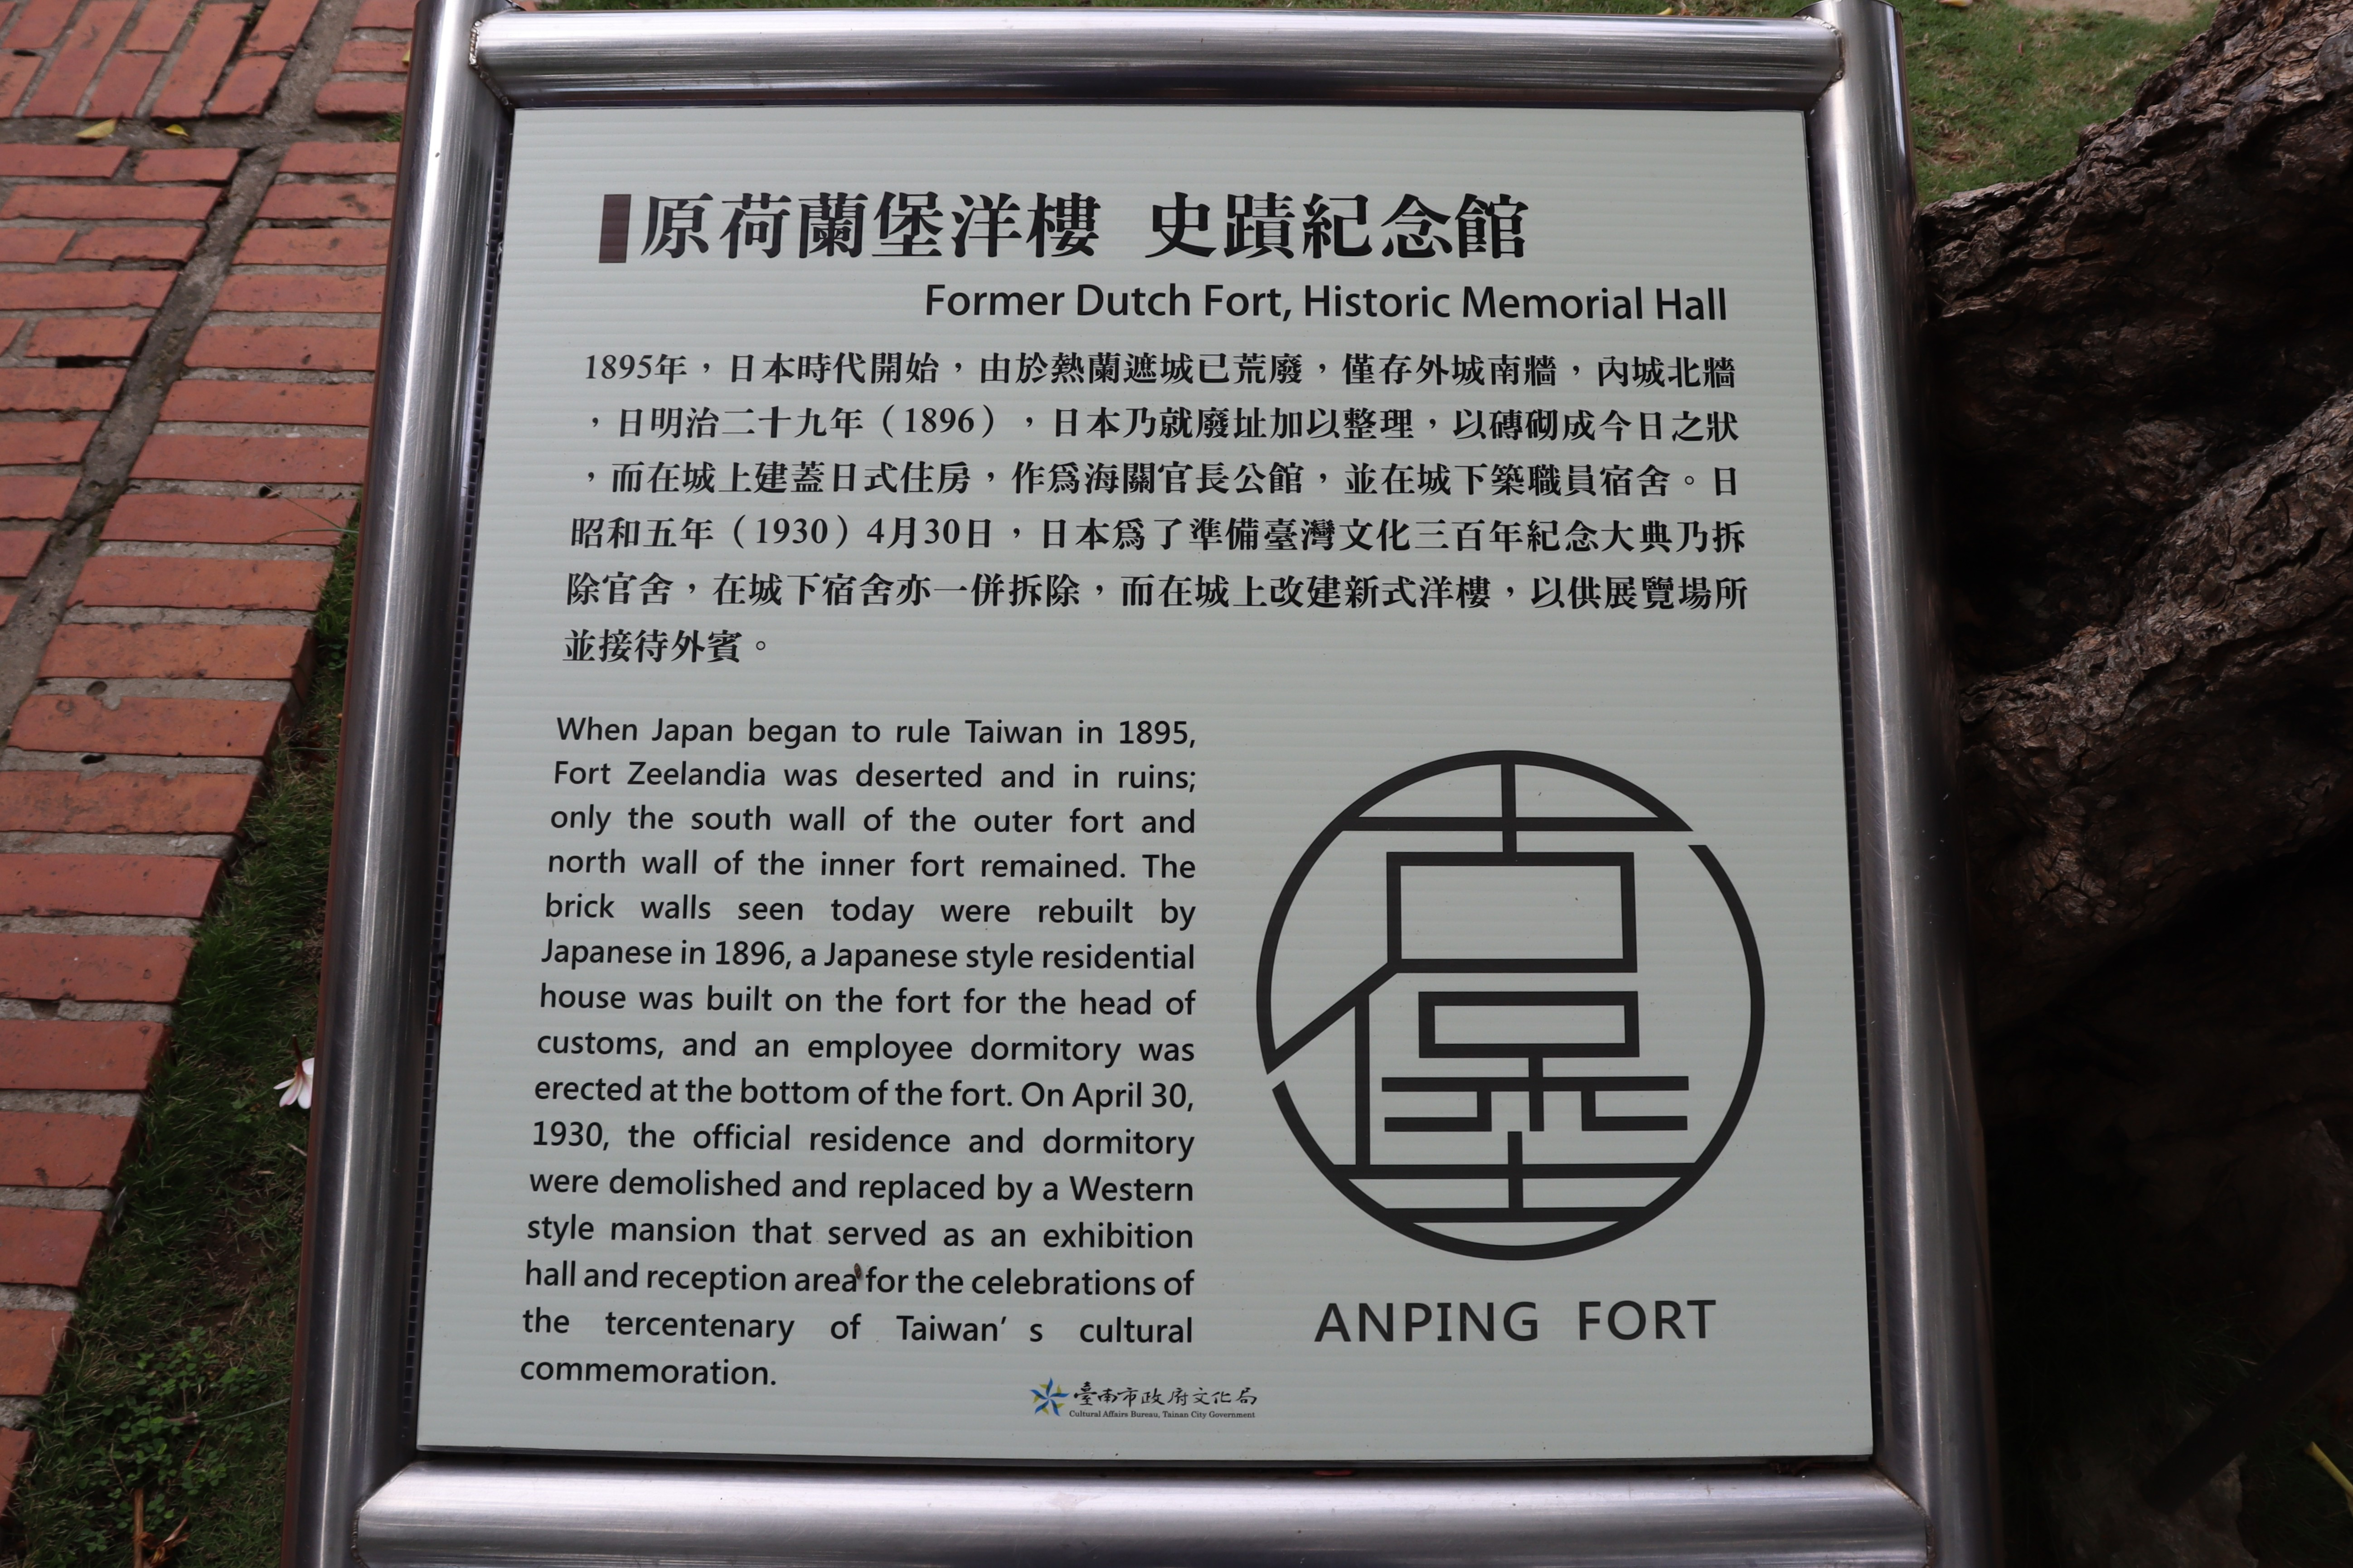 原荷蘭堡洋樓 史蹟紀念館
Former Dutch Fort, Historic Memorial Hall
1895年，日本時代開始，由於熱蘭遮城已荒廢，僅存外城南牆，內城北牆
，日明治二十九年（1896），日本乃就廢址加以整理，以磚砌成今日之狀
，而在城上建蓋日式住房，作爲海關官長公館，並在城下築職員宿舍。日
昭和五年（1930）4月30日，日本爲了準備臺灣文化三百年紀念大典乃拆
除官舍，在城下宿舍亦一併拆除，而在城上改建新式洋樓，以供展覽場所
並接待外賓。
When Japan began to rule Taiwan in 1895,
Fort Zeelandia was deserted and in ruins;
only the south wall of the outer fort and
north wall of the inner fort remained. The
brick walls seen today were rebuilt by
Japanese in 1896, a Japanese style residential
house was built on the fort for the head of
customs, and an employee dormitory was
erected at the bottom of the fort. On April 30,
1930, the official residence and dormitory
were demolished and replaced by a Western
style mansion that served as an exhibition
hall and reception area for the celebrations of
the tercentenary of Taiwan' s cultural
commemoration.
ANPING FORT
臺南市政府文化局
Cultural Affairs Bureau, Tainan City Government